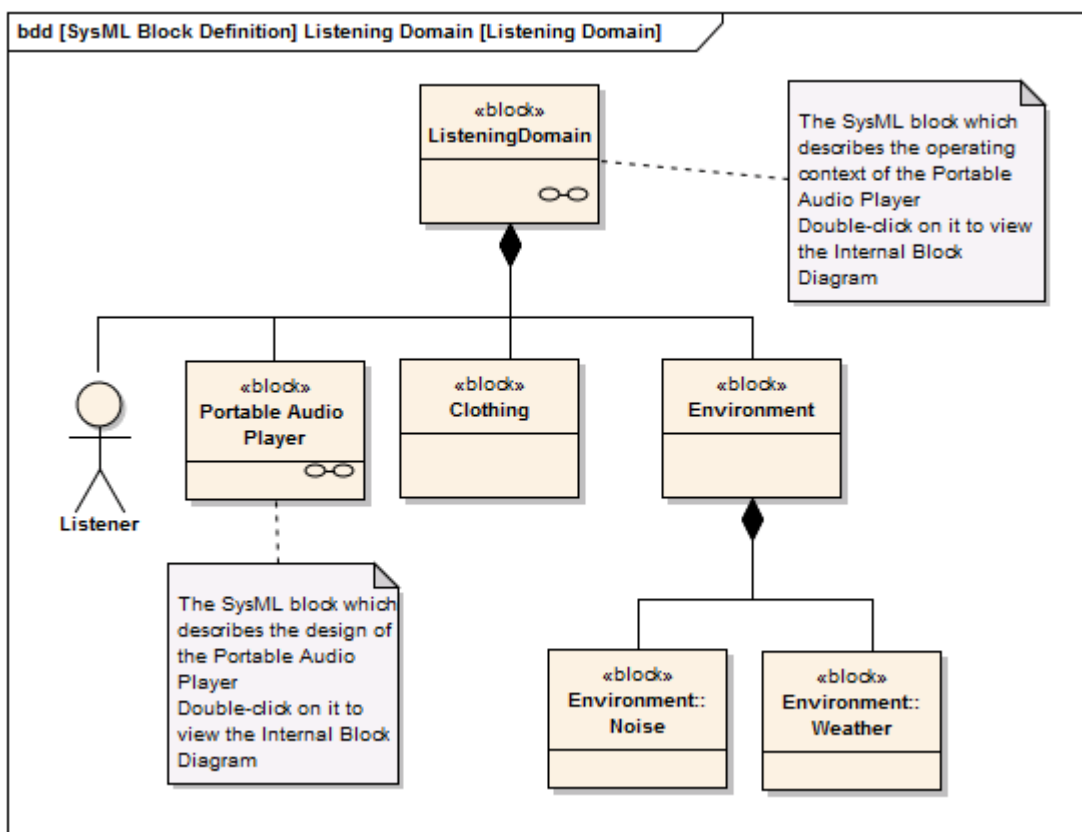 bdd [SysML Block Definition] Listening Domain [Listening Domain]
«block»
ListeningDomain
The SysML block which
describes the operating
context of the Portable
Audio Player
Double-click on it to view
the Internal Block
Diagram
Listener
«block»
Portable Audio
Player
«block»
Clothing
«block»
Environment
The SysML block which
describes the design of
the Portable Audio
Player
Double-click on it to
view the Internal Block
Diagram
«block»
Environment::
Noise
«block»
Environment::
Weather